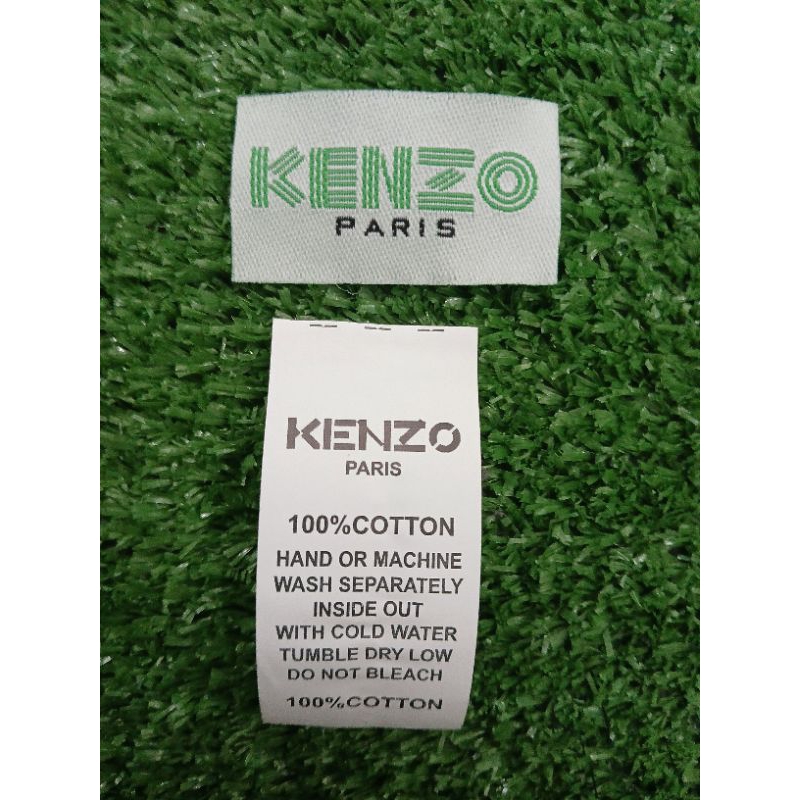 KENZO
PARIS
KENZO
PARIS
100%COTTON
HAND OR MACHINE
WASH SEPARATELY
INSIDE OUT
WITH COLD WATER
TUMBLE DRY LOW
DO NOT BLEACH
100%COTTON